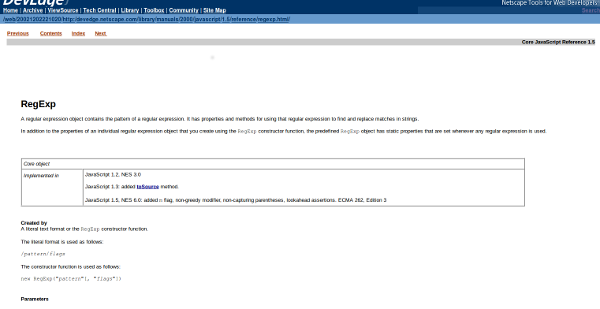 DevEdge
Netscape Tools for Web Developers
Home | Archive | ViewSource | Tech Central | Library | Toolbox | Community | Site Map
Search
/web/20021202221020/http:/devedge.netscape.com/library/manuals/2000/javascript/1.5/reference/regexp.html/
Previous Contents Index Next
Core JavaScript Reference 1.5
RegExp
A regular expression object contains the pattern of a regular expression. It has properties and methods for using that regular expression to find and replace matches in strings.
In addition to the properties of an individual regular expression object that you create using the RegExp constructor function, the predefined RegExp object has static properties that are set whenever any regular expression is used.
Core object
Implemented in
JavaScript 1.2, NES 3.0
JavaScript 1.3: added toSource method.
JavaScript 1.5, NES 6.0: added n flag, non-greedy modifier, non-capturing parentheses, lookahead assertions. ECMA 262, Edition 3
Created by
A literal text format or the RegExp constructor function.
The literal format is used as follows:
/pattern/flags
The constructor function is used as follows:
new RegExp("pattern"[, "flags"])
Parameters